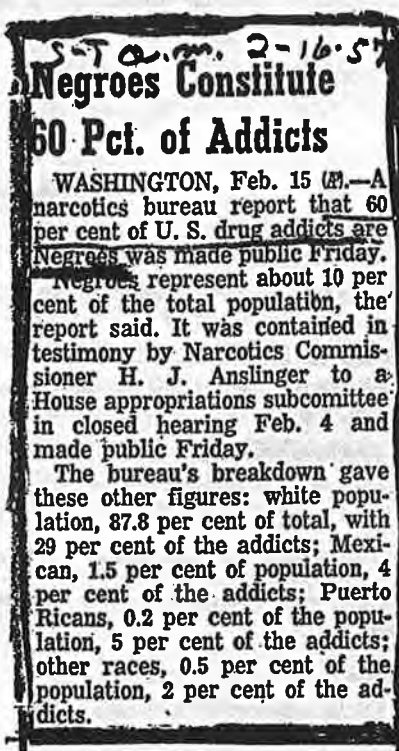 S-T a.m. 2-16-57
Negroes Constitute
60 Pct. of Addicts
WASHINGTON, Feb. 15 (AP).—A
narcotics bureau report that 60
per cent of U. S. drug addicts are
Negroes was made public Friday.
Negroes represent about 10 per
cent of the total population, the
report said. It was contained in
testimony by Narcotics Commis-
sioner H. J. Anslinger to a
House appropriations subcomittee
in closed hearing Feb. 4 and
made public Friday.
The bureau's breakdown gave
these other figures: white popu-
lation, 87.8 per cent of total, with
29 per cent of the addicts; Mexi-
can, 1.5 per cent of population, 4
per cent of the addicts; Puerto
Ricans, 0.2 per cent of the popu-
lation, 5 per cent of the addicts;
other races, 0.5 per cent of the
population, 2 per cent of the ad-
dicts.